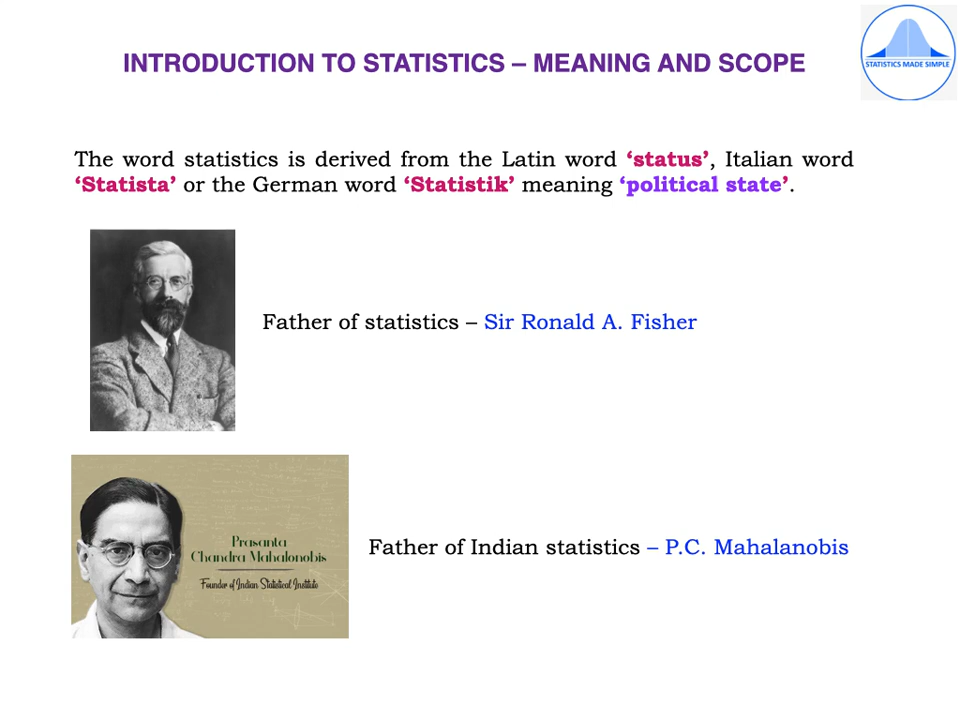 INTRODUCTION TO STATISTICS – MEANING AND SCOPE
STATISTICS MADE SIMPLE
The word statistics is derived from the Latin word ‘status’, Italian word
‘Statista’ or the German word ‘Statistik’ meaning ‘political state’.
Father of statistics – Sir Ronald A. Fisher
Prasanta
Chandra Mahalonobis
Founder of Indian Statistical Institute
Father of Indian statistics – P.C. Mahalanobis